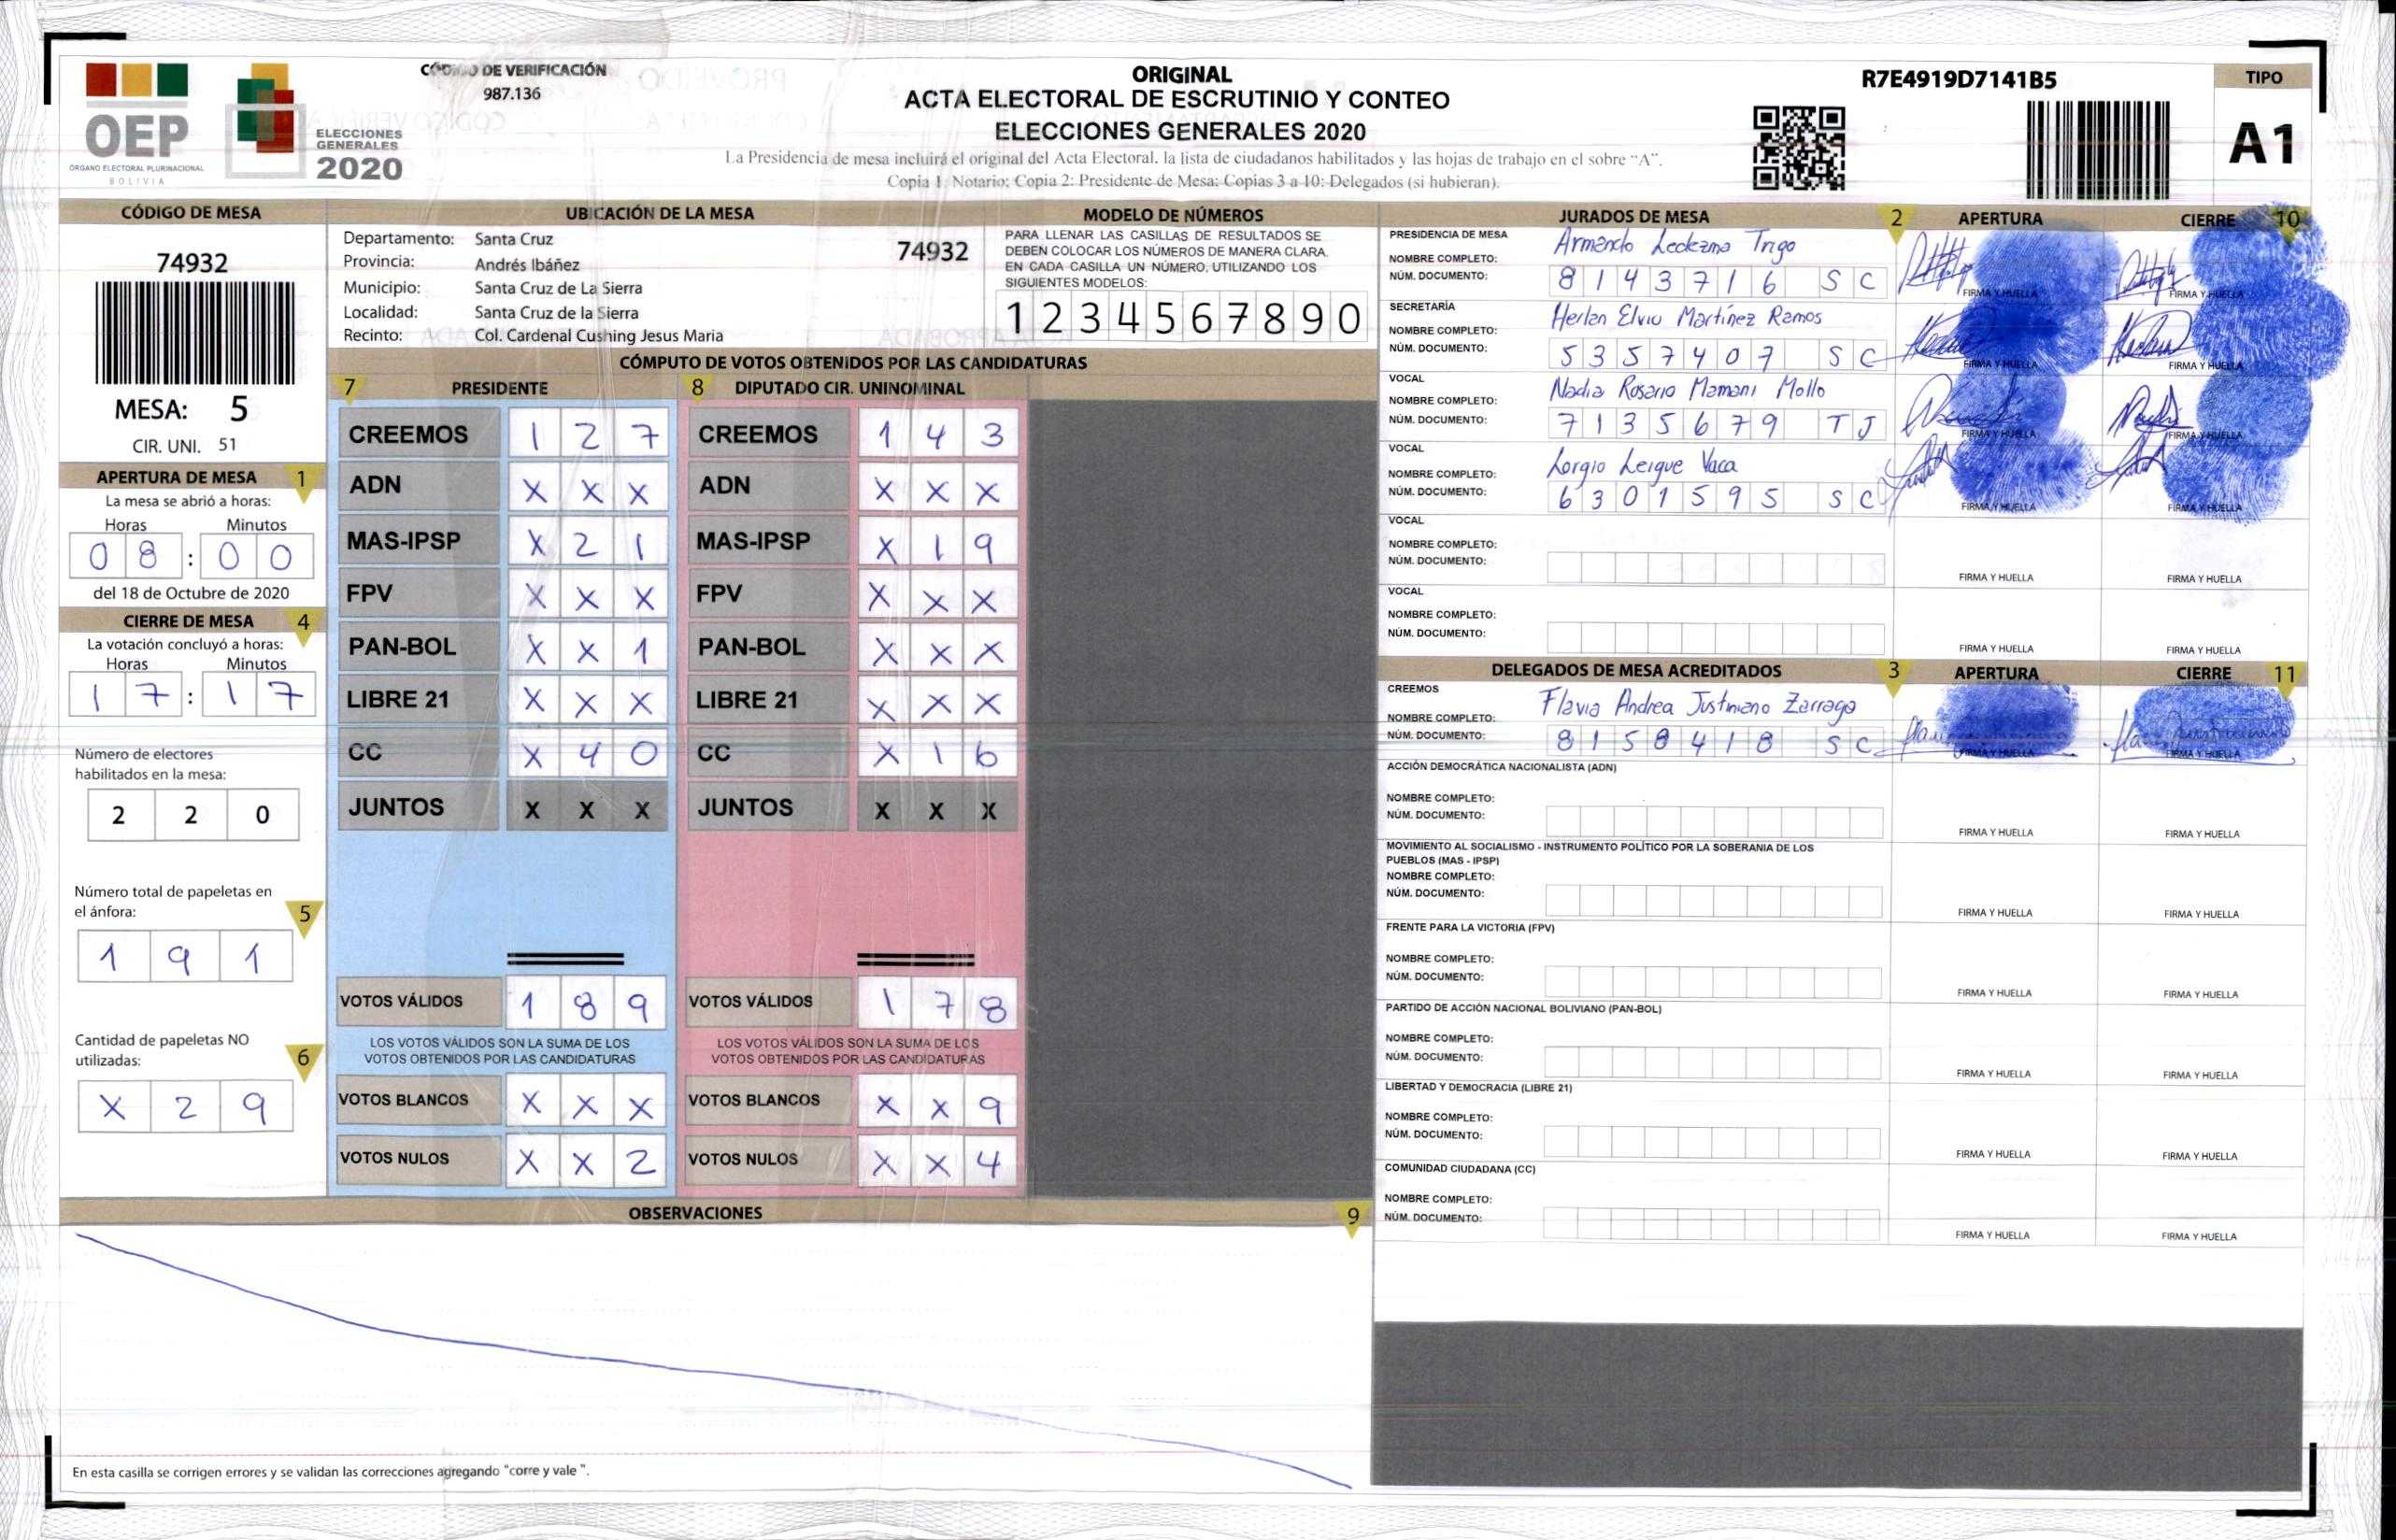 CÓDIGO DE VERIFICACIÓN
987.136
OEP
ÓRGANO ELECTORAL PLURINACIONAL
BOLIVIA
ELECCIONES
GENERALES
2020
ORIGINAL
ACTA ELECTORAL DE ESCRUTINIO Y CONTEO
ELECCIONES GENERALES 2020
La Presidencia de mesa incluirá el original del Acta Electoral, la lista de ciudadanos habilitados y las hojas de trabajo en el sobre "A".
Copia 1: Notario; Copia 2: Presidente de Mesa; Copias 3 a 10: Delegados (si hubieran).
R7E4919D7141B5
TIPO
A1
CÓDIGO DE MESA
74932
MESA: 5
CIR. UNI. 51
UBICACIÓN DE LA MESA
Departamento: Santa Cruz
74932
Provincia: Andrés Ibáñez
Municipio: Santa Cruz de La Sierra
Localidad: Santa Cruz de la Sierra
Recinto: Col. Cardenal Cushing Jesus Maria
MODELO DE NÚMEROS
PARA LLENAR LAS CASILLAS DE RESULTADOS SE
DEBEN COLOCAR LOS NÚMEROS DE MANERA CLARA.
EN CADA CASILLA UN NÚMERO, UTILIZANDO LOS
SIGUIENTES MODELOS:
1 2 3 4 5 6 7 8 9 0
APERTURA DE MESA 1
La mesa se abrió a horas:
Horas Minutos
0 8 : 0 0
del 18 de Octubre de 2020
CIERRE DE MESA 4
La votación concluyó a horas:
Horas Minutos
1 7 : 1 7
Número de electores
habilitados en la mesa:
2 2 0
Número total de papeletas en
el ánfora: 5
1 9 1
Cantidad de papeletas NO
utilizadas: 6
X 2 9
CÓMPUTO DE VOTOS OBTENIDOS POR LAS CANDIDATURAS
7 PRESIDENTE
CREEMOS 1 2 7
ADN X X X
MAS-IPSP X 2 1
FPV X X X
PAN-BOL X X 1
LIBRE 21 X X X
CC X 4 0
JUNTOS X X X
VOTOS VÁLIDOS 1 8 9
LOS VOTOS VÁLIDOS SON LA SUMA DE LOS
VOTOS OBTENIDOS POR LAS CANDIDATURAS
VOTOS BLANCOS X X X
VOTOS NULOS X X 2
8 DIPUTADO CIR. UNINOMINAL
CREEMOS 1 4 3
ADN X X X
MAS-IPSP X 1 9
FPV X X X
PAN-BOL X X X
LIBRE 21 X X X
CC X 1 6
JUNTOS X X X
VOTOS VÁLIDOS 1 7 8
LOS VOTOS VÁLIDOS SON LA SUMA DE LOS
VOTOS OBTENIDOS POR LAS CANDIDATURAS
VOTOS BLANCOS X X 9
VOTOS NULOS X X 4
OBSERVACIONES 9
En esta casilla se corrigen errores y se validan las correcciones agregando "corre y vale ".
JURADOS DE MESA 2 APERTURA CIERRE 10
PRESIDENCIA DE MESA
NOMBRE COMPLETO: Armando Ledezma Trigo
NÚM. DOCUMENTO: 8 1 4 3 7 1 6 S C
FIRMA Y HUELLA FIRMA Y HUELLA
SECRETARÍA
NOMBRE COMPLETO: Herlan Elvio Martínez Ramos
NÚM. DOCUMENTO: 5 3 5 7 4 0 7 S C
FIRMA Y HUELLA FIRMA Y HUELLA
VOCAL
NOMBRE COMPLETO: Nadia Rosario Mamani Mollo
NÚM. DOCUMENTO: 7 1 3 5 6 7 9 T J
FIRMA Y HUELLA FIRMA Y HUELLA
VOCAL
NOMBRE COMPLETO: Lorgio Leigue Vaca
NÚM. DOCUMENTO: 6 3 0 1 5 9 5 S C
FIRMA Y HUELLA FIRMA Y HUELLA
VOCAL
NOMBRE COMPLETO:
NÚM. DOCUMENTO:
FIRMA Y HUELLA FIRMA Y HUELLA
VOCAL
NOMBRE COMPLETO:
NÚM. DOCUMENTO:
FIRMA Y HUELLA FIRMA Y HUELLA
DELEGADOS DE MESA ACREDITADOS 3 APERTURA CIERRE 11
CREEMOS
NOMBRE COMPLETO: Flavia Andrea Justiniano Zarraga
NÚM. DOCUMENTO: 8 1 5 8 4 1 8 S C
FIRMA Y HUELLA FIRMA Y HUELLA
ACCIÓN DEMOCRÁTICA NACIONALISTA (ADN)
NOMBRE COMPLETO:
NÚM. DOCUMENTO:
FIRMA Y HUELLA FIRMA Y HUELLA
MOVIMIENTO AL SOCIALISMO - INSTRUMENTO POLÍTICO POR LA SOBERANIA DE LOS
PUEBLOS (MAS - IPSP)
NOMBRE COMPLETO:
NÚM. DOCUMENTO:
FIRMA Y HUELLA FIRMA Y HUELLA
FRENTE PARA LA VICTORIA (FPV)
NOMBRE COMPLETO:
NÚM. DOCUMENTO:
FIRMA Y HUELLA FIRMA Y HUELLA
PARTIDO DE ACCIÓN NACIONAL BOLIVIANO (PAN-BOL)
NOMBRE COMPLETO:
NÚM. DOCUMENTO:
FIRMA Y HUELLA FIRMA Y HUELLA
LIBERTAD Y DEMOCRACIA (LIBRE 21)
NOMBRE COMPLETO:
NÚM. DOCUMENTO:
FIRMA Y HUELLA FIRMA Y HUELLA
COMUNIDAD CIUDADANA (CC)
NOMBRE COMPLETO:
NÚM. DOCUMENTO:
FIRMA Y HUELLA FIRMA Y HUELLA